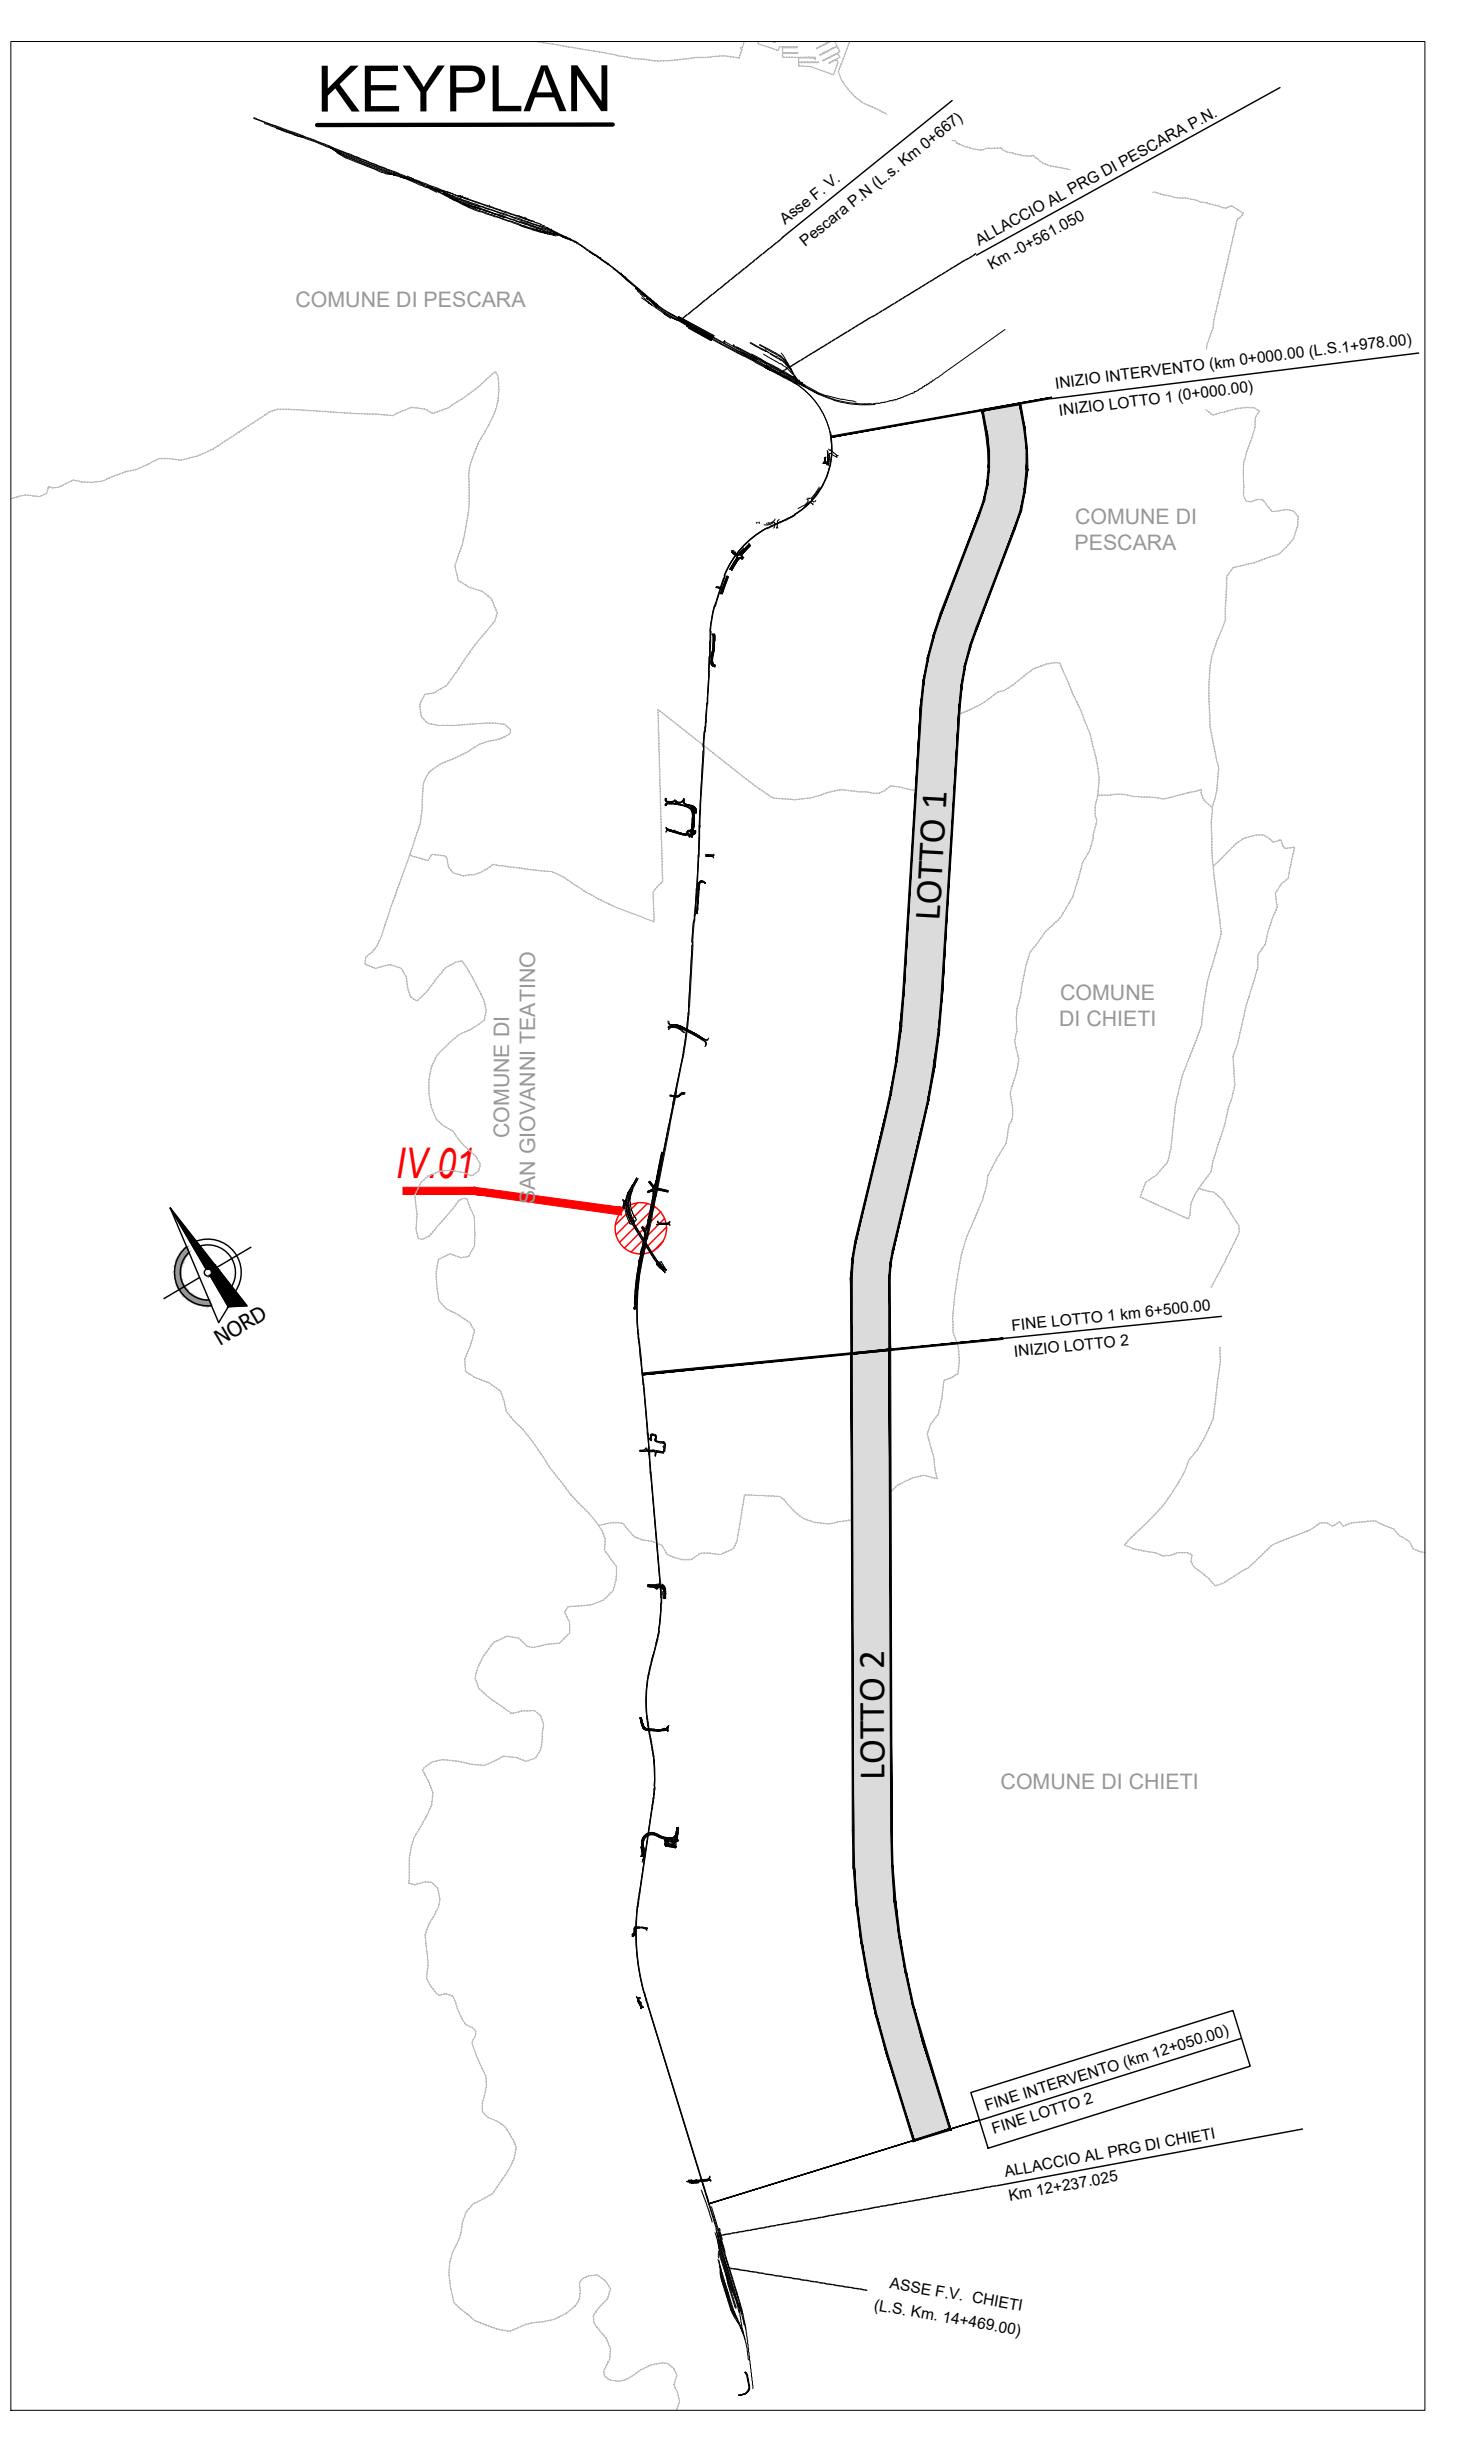 KEYPLAN
Asse F. V.
Pescara P.N (L.s. Km 0+667)
ALLACCIO AL PRG DI PESCARA P.N.
Km -0+561.050
COMUNE DI PESCARA
INIZIO INTERVENTO (km 0+000.00 (L.S.1+978.00)
INIZIO LOTTO 1 (0+000.00)
COMUNE DI
PESCARA
LOTTO 1
COMUNE DI
SAN GIOVANNI TEATINO
COMUNE
DI CHIETI
IV.01
NORD
FINE LOTTO 1 km 6+500.00
INIZIO LOTTO 2
LOTTO 2
COMUNE DI CHIETI
FINE INTERVENTO (km 12+050.00)
FINE LOTTO 2
ALLACCIO AL PRG DI CHIETI
Km 12+237.025
ASSE F.V. CHIETI
(L.S. Km. 14+469.00)